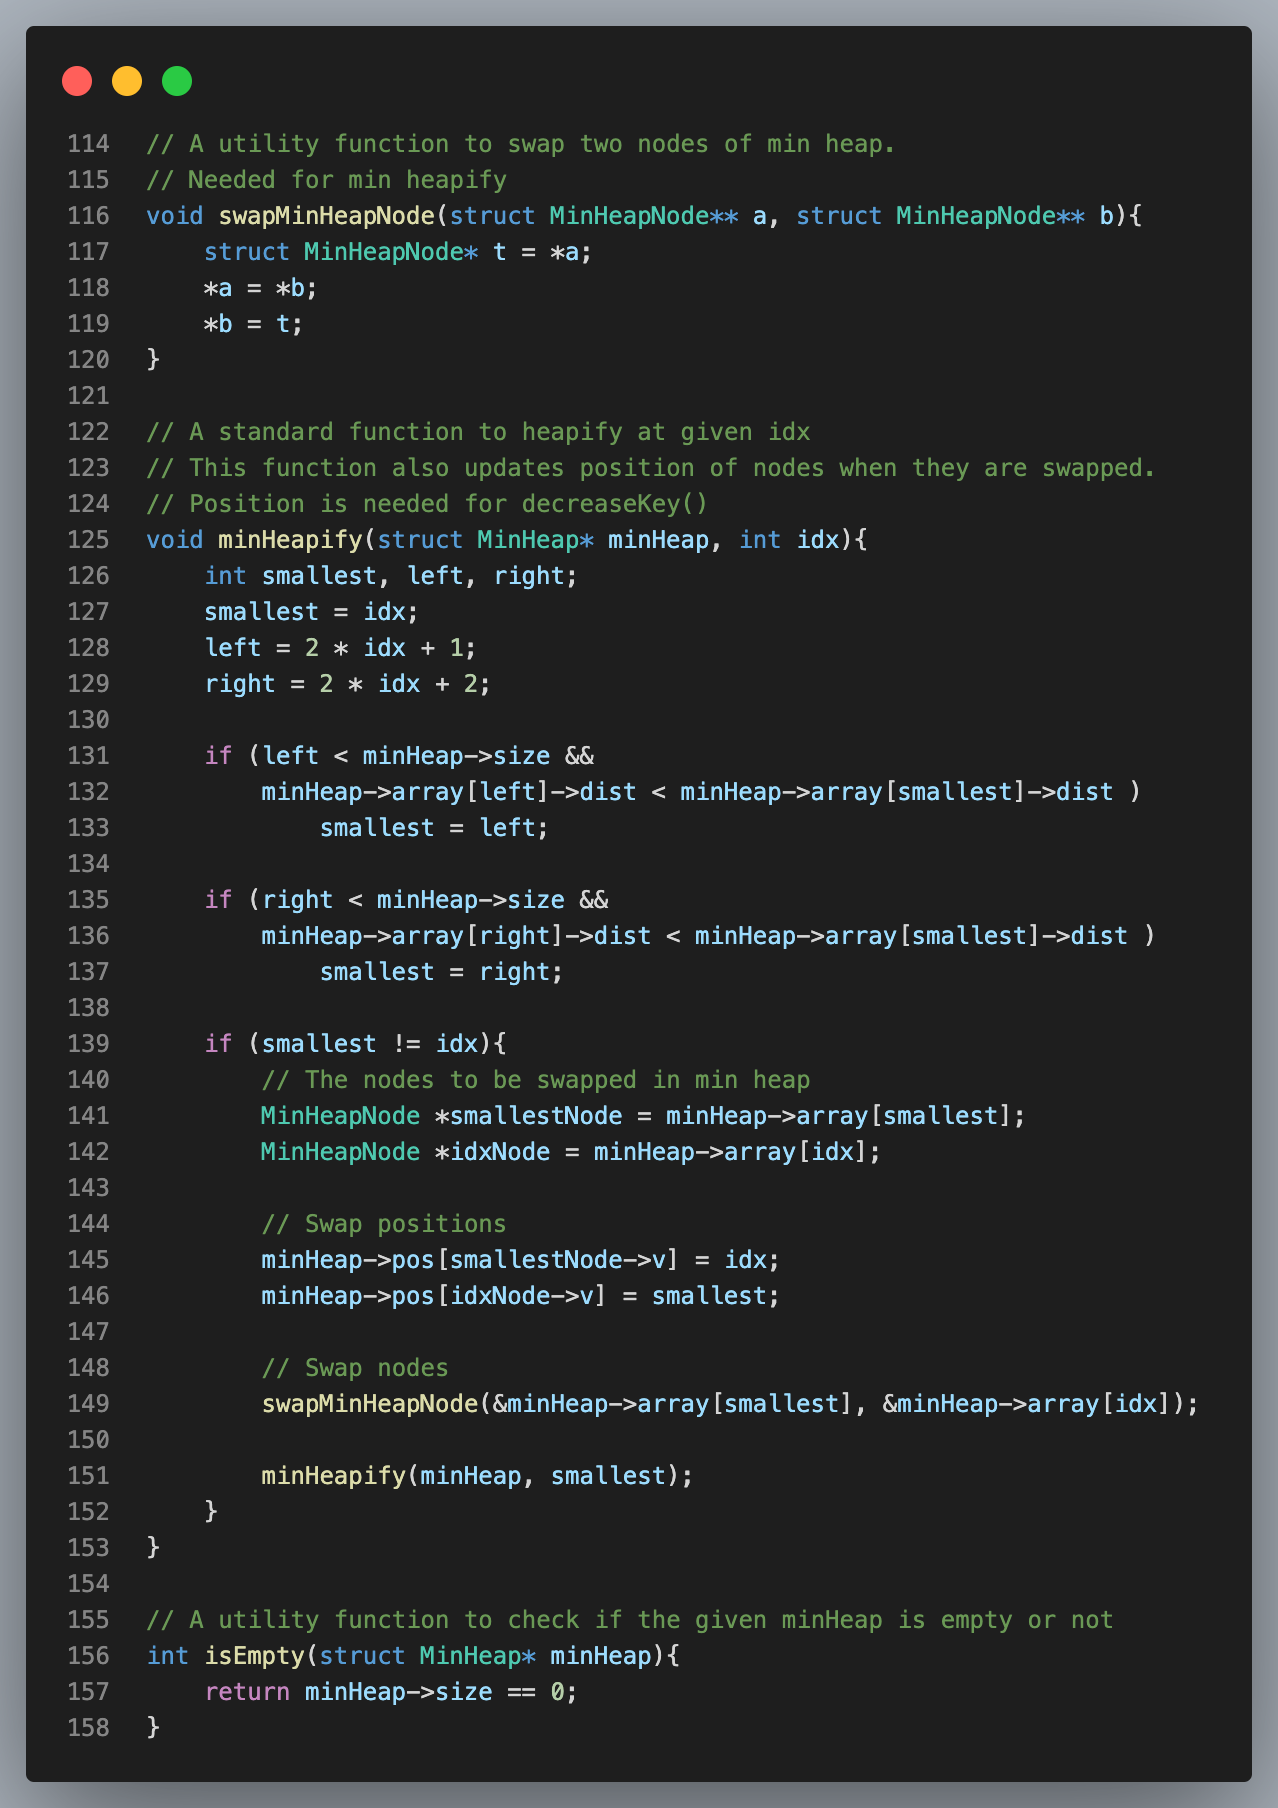 114 // A utility function to swap two nodes of min heap.
115 // Needed for min heapify
116 void swapMinHeapNode(struct MinHeapNode** a, struct MinHeapNode** b){
117     struct MinHeapNode* t = *a;
118     *a = *b;
119     *b = t;
120 }
121
122 // A standard function to heapify at given idx
123 // This function also updates position of nodes when they are swapped.
124 // Position is needed for decreaseKey()
125 void minHeapify(struct MinHeap* minHeap, int idx){
126     int smallest, left, right;
127     smallest = idx;
128     left = 2 * idx + 1;
129     right = 2 * idx + 2;
130
131     if (left < minHeap->size &&
132         minHeap->array[left]->dist < minHeap->array[smallest]->dist )
133             smallest = left;
134
135     if (right < minHeap->size &&
136         minHeap->array[right]->dist < minHeap->array[smallest]->dist )
137             smallest = right;
138
139     if (smallest != idx){
140         // The nodes to be swapped in min heap
141         MinHeapNode *smallestNode = minHeap->array[smallest];
142         MinHeapNode *idxNode = minHeap->array[idx];
143
144         // Swap positions
145         minHeap->pos[smallestNode->v] = idx;
146         minHeap->pos[idxNode->v] = smallest;
147
148         // Swap nodes
149         swapMinHeapNode(&minHeap->array[smallest], &minHeap->array[idx]);
150
151         minHeapify(minHeap, smallest);
152     }
153 }
154
155 // A utility function to check if the given minHeap is empty or not
156 int isEmpty(struct MinHeap* minHeap){
157     return minHeap->size == 0;
158 }